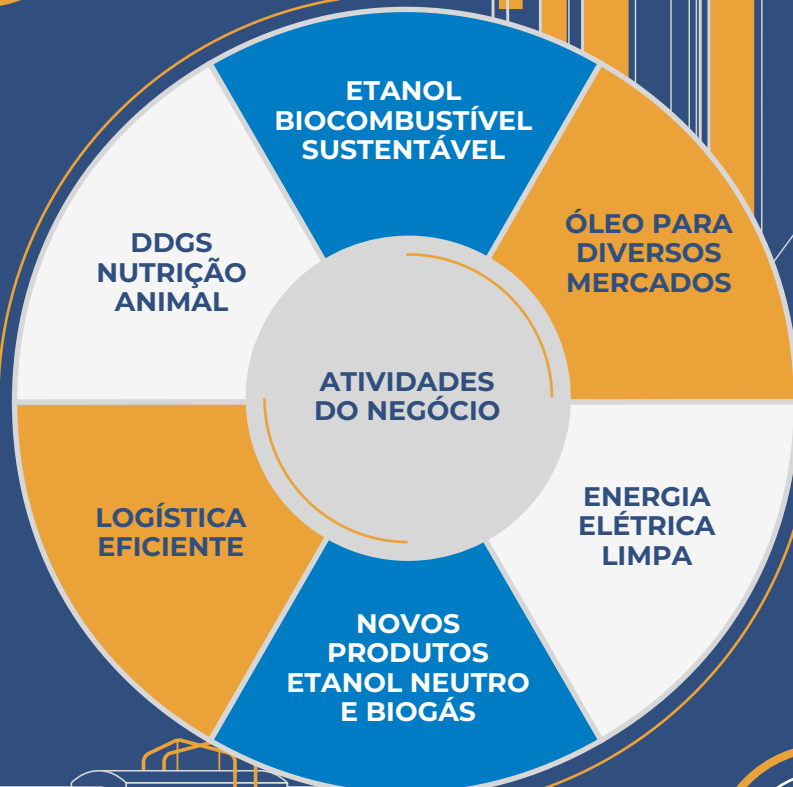 ETANOL
BIOCOMBUSTÍVEL
SUSTENTÁVEL
ÓLEO PARA
DIVERSOS
MERCADOS
DDGS
NUTRIÇÃO
ANIMAL
ATIVIDADES
DO NEGÓCIO
ENERGIA
ELÉTRICA
LIMPA
LOGÍSTICA
EFICIENTE
NOVOS
PRODUTOS
ETANOL NEUTRO
E BIOGÁS